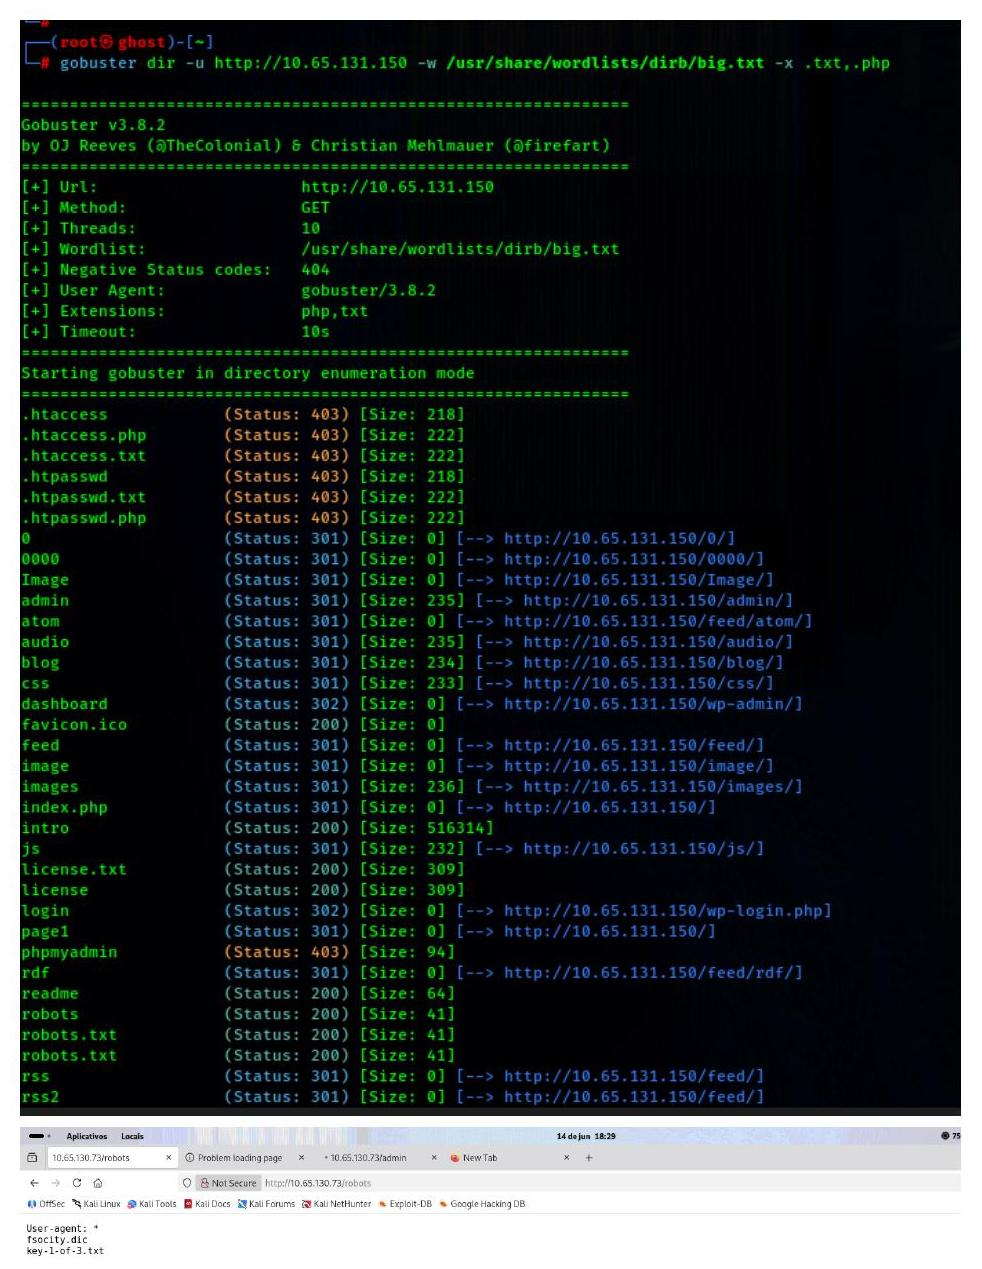 #
(root㉿ghost)-[~]
# gobuster dir -u http://10.65.131.150 -w /usr/share/wordlists/dirb/big.txt -x .txt,.php
===============================================================
Gobuster v3.8.2
by OJ Reeves (@TheColonial) & Christian Mehlmauer (@firefart)
===============================================================
[+] Url: http://10.65.131.150
[+] Method: GET
[+] Threads: 10
[+] Wordlist: /usr/share/wordlists/dirb/big.txt
[+] Negative Status codes: 404
[+] User Agent: gobuster/3.8.2
[+] Extensions: php,txt
[+] Timeout: 10s
===============================================================
Starting gobuster in directory enumeration mode
===============================================================
.htaccess (Status: 403) [Size: 218]
.htaccess.php (Status: 403) [Size: 222]
.htaccess.txt (Status: 403) [Size: 222]
.htpasswd (Status: 403) [Size: 218]
.htpasswd.txt (Status: 403) [Size: 222]
.htpasswd.php (Status: 403) [Size: 222]
0 (Status: 301) [Size: 0] [--> http://10.65.131.150/0/]
0000 (Status: 301) [Size: 0] [--> http://10.65.131.150/0000/]
Image (Status: 301) [Size: 0] [--> http://10.65.131.150/Image/]
admin (Status: 301) [Size: 235] [--> http://10.65.131.150/admin/]
atom (Status: 301) [Size: 0] [--> http://10.65.131.150/feed/atom/]
audio (Status: 301) [Size: 235] [--> http://10.65.131.150/audio/]
blog (Status: 301) [Size: 234] [--> http://10.65.131.150/blog/]
css (Status: 301) [Size: 233] [--> http://10.65.131.150/css/]
dashboard (Status: 302) [Size: 0] [--> http://10.65.131.150/wp-admin/]
favicon.ico (Status: 200) [Size: 0]
feed (Status: 301) [Size: 0] [--> http://10.65.131.150/feed/]
image (Status: 301) [Size: 0] [--> http://10.65.131.150/image/]
images (Status: 301) [Size: 236] [--> http://10.65.131.150/images/]
index.php (Status: 301) [Size: 0] [--> http://10.65.131.150/]
intro (Status: 200) [Size: 516314]
js (Status: 301) [Size: 232] [--> http://10.65.131.150/js/]
license.txt (Status: 200) [Size: 309]
license (Status: 200) [Size: 309]
login (Status: 302) [Size: 0] [--> http://10.65.131.150/wp-login.php]
page1 (Status: 301) [Size: 0] [--> http://10.65.131.150/]
phpmyadmin (Status: 403) [Size: 94]
rdf (Status: 301) [Size: 0] [--> http://10.65.131.150/feed/rdf/]
readme (Status: 200) [Size: 64]
robots (Status: 200) [Size: 41]
robots.txt (Status: 200) [Size: 41]
robots.txt (Status: 200) [Size: 41]
rss (Status: 301) [Size: 0] [--> http://10.65.131.150/feed/]
rss2 (Status: 301) [Size: 0] [--> http://10.65.131.150/feed/]
Aplicativos Locais 14 de jun 18:29 75
10.65.130.73/robots × Problem loading page × 10.65.130.73/admin × New Tab × +
Not Secure http://10.65.130.73/robots
OffSec Kali Linux Kali Tools Kali Docs Kali Forums Kali NetHunter Exploit-DB Google Hacking DB
User-agent: *
fsocity.dic
key-1-of-3.txt